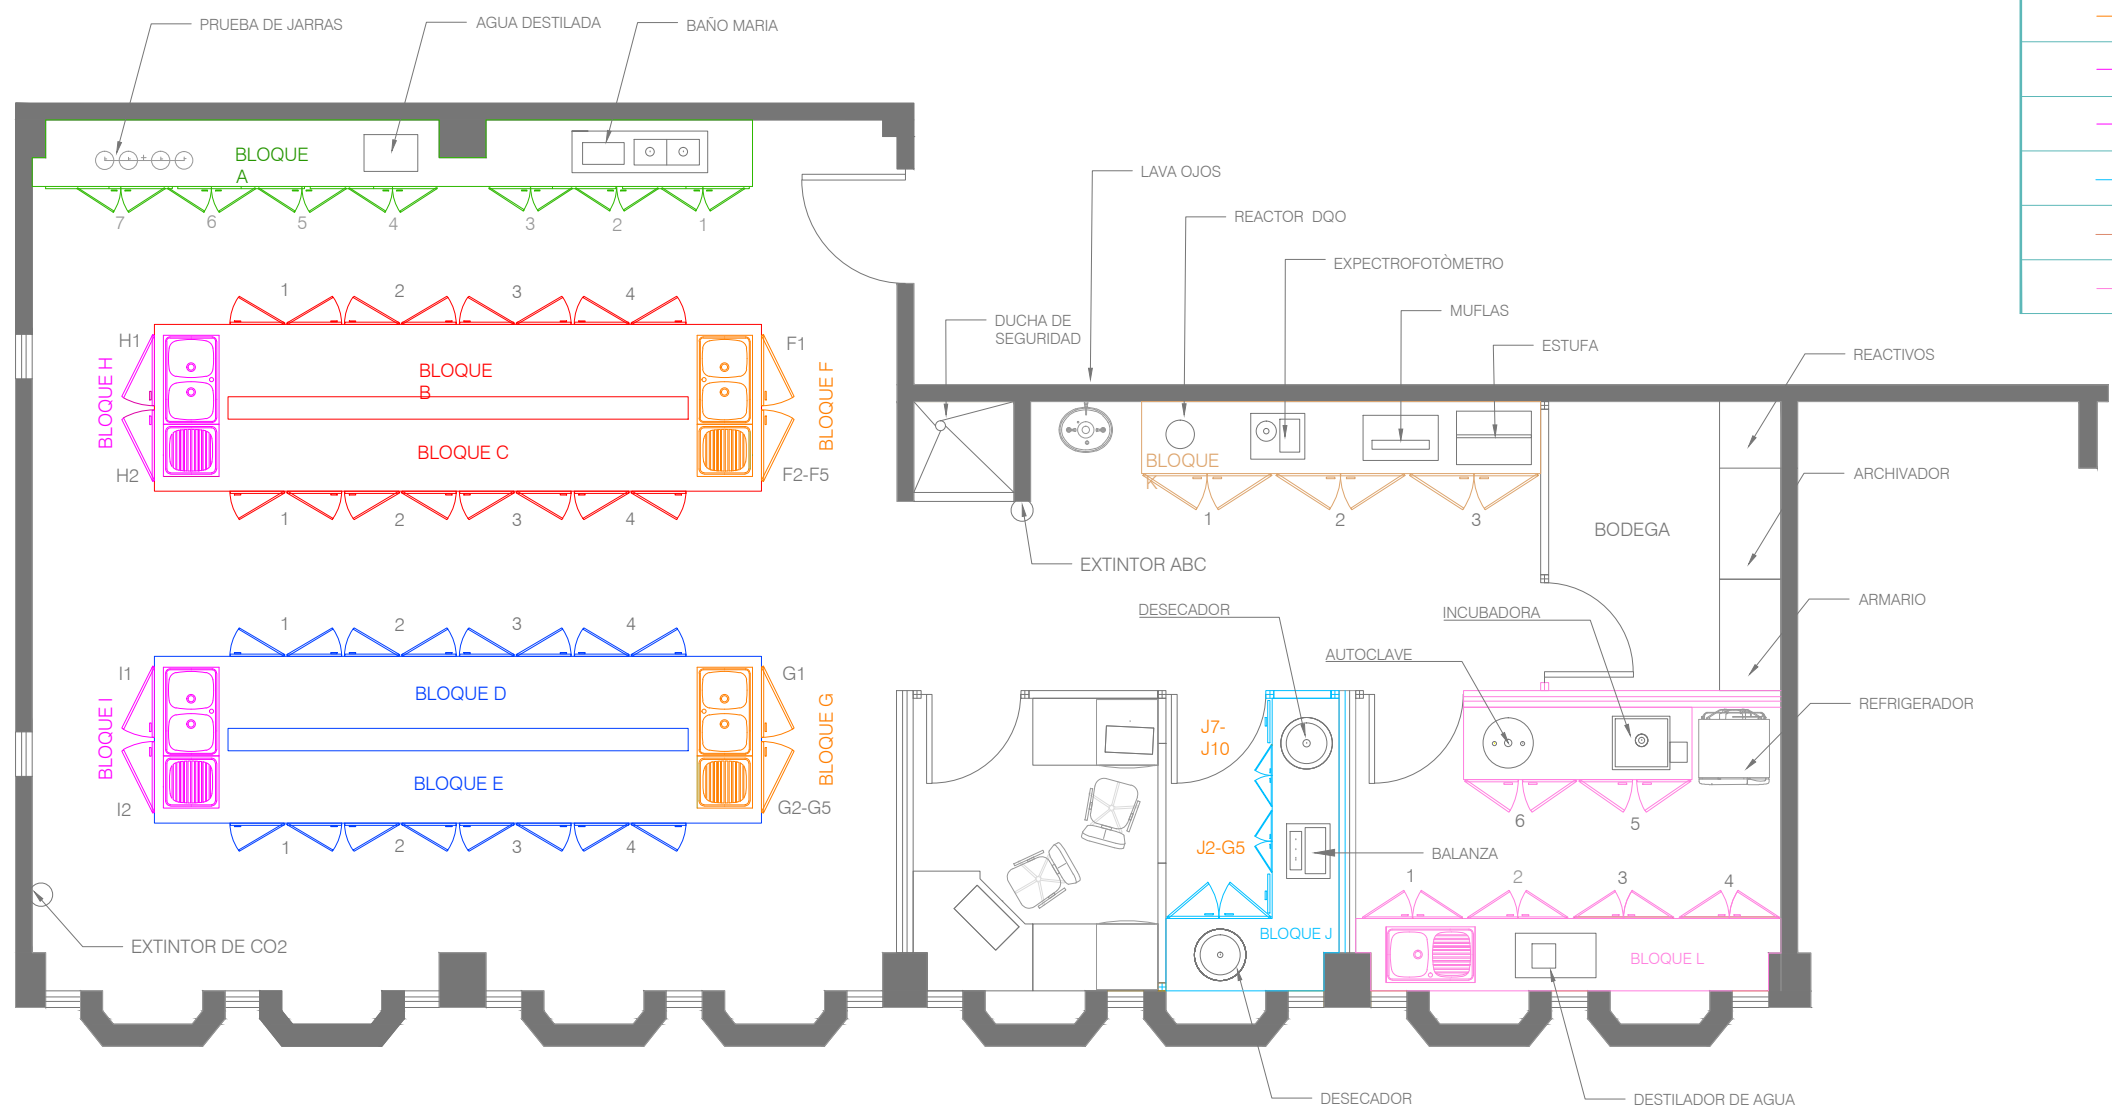 PRUEBA DE JARRAS
AGUA DESTILADA
BAÑO MARIA
BLOQUE
A
7
6
5
4
3
2
1
LAVA OJOS
REACTOR DQO
EXPECTROFOTÒMETRO
MUFLAS
ESTUFA
DUCHA DE
SEGURIDAD
REACTIVOS
ARCHIVADOR
ARMARIO
REFRIGERADOR
1
2
3
4
H1
BLOQUE H
H2
BLOQUE
B
BLOQUE C
F1
BLOQUE F
F2-F5
1
2
3
4
BLOQUE
K
1
2
3
BODEGA
EXTINTOR ABC
DESECADOR
INCUBADORA
AUTOCLAVE
1
2
3
4
I1
BLOQUE I
I2
BLOQUE D
BLOQUE E
G1
BLOQUE G
G2-G5
1
2
3
4
J7-
J10
J2-G5
BALANZA
BLOQUE J
6
5
1
2
3
4
BLOQUE L
EXTINTOR DE CO2
DESECADOR
DESTILADOR DE AGUA